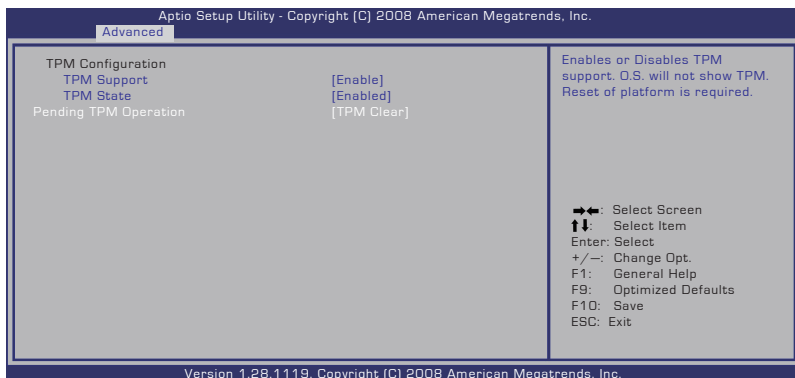 Aptio Setup Utility - Copyright (C) 2008 American Megatrends, Inc.
Advanced
TPM Configuration
TPM Support [Enable]
TPM State [Enabled]
Pending TPM Operation [TPM Clear]
Enables or Disables TPM
support. O.S. will not show TPM.
Reset of platform is required.
→←: Select Screen
↑↓: Select Item
Enter: Select
+/—: Change Opt.
F1: General Help
F9: Optimized Defaults
F10: Save
ESC: Exit
Version 1.28.1119. Copyright (C) 2008 American Megatrends, Inc.